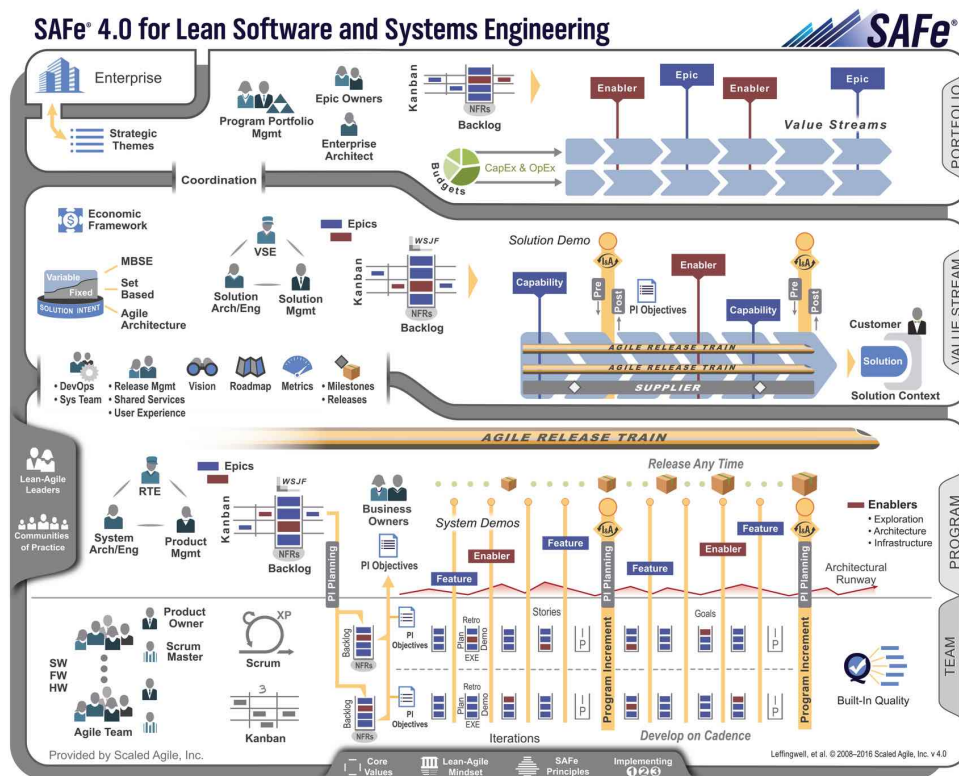 SAFe® 4.0 for Lean Software and Systems Engineering
SAFe®
Enterprise
Strategic
Themes
Program Portfolio
Mgmt
Epic Owners
Enterprise
Architect
Kanban
NFRs
Backlog
Enabler
Epic
Enabler
Epic
Value Streams
Budgets
CapEx & OpEx
PORTFOLIO
Coordination
Economic
Framework
Variable
Fixed
SOLUTION INTENT
MBSE
Set
Based
Agile
Architecture
VSE
Solution
Arch/Eng
Solution
Mgmt
Epics
Kanban
WSJF
NFRs
Backlog
Solution Demo
Capability
I&A
Pre
Post
PI Objectives
Enabler
Capability
I&A
Pre
Post
AGILE RELEASE TRAIN
AGILE RELEASE TRAIN
SUPPLIER
Customer
Solution
Solution Context
VALUE STREAM
• DevOps
• Sys Team
• Release Mgmt
• Shared Services
• User Experience
Vision
Roadmap
Metrics
• Milestones
• Releases
AGILE RELEASE TRAIN
Lean-Agile
Leaders
Communities
of Practice
RTE
System
Arch/Eng
Product
Mgmt
Epics
Kanban
WSJF
NFRs
Backlog
PI Planning
Business
Owners
PI Objectives
Release Any Time
System Demos
Feature
Enabler
Feature
I&A
PI Planning
Feature
Enabler
Feature
I&A
PI Planning
Enablers
• Exploration
• Architecture
• Infrastructure
Architectural
Runway
PROGRAM
SW
FW
HW
Product
Owner
Scrum
Master
Agile Team
XP
Scrum
3
Kanban
Backlog
NFRs
PI
Objectives
Backlog
NFRs
PI
Objectives
Stories
Goals
Retro
Plan
Demo
EXE
I
P
I
P
Retro
Plan
Demo
EXE
I
P
I
P
Program Increment
Program Increment
Iterations
Develop on Cadence
Built-In Quality
TEAM
Provided by Scaled Agile, Inc.
Leffingwell, et al. © 2008–2016 Scaled Agile, Inc. v 4.0
Core
Values
Lean-Agile
Mindset
SAFe
Principles
Implementing
1 2 3